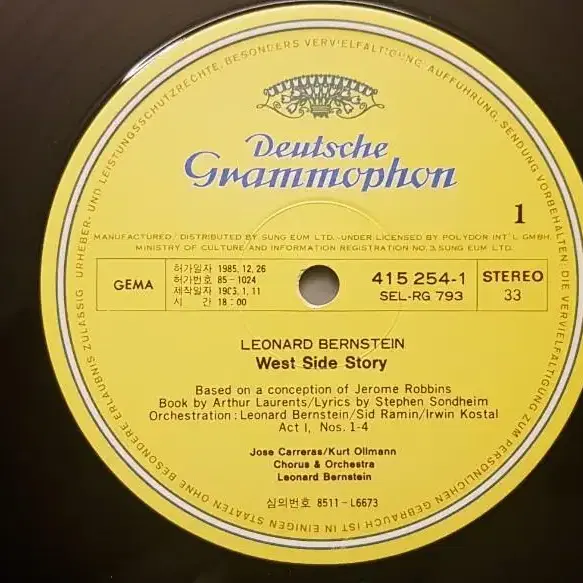 URHEBER- UND LEISTUNGSSCHUTZRECHTE, BESONDERS VERVIELFÄLTIGUNG, AUFFÜHRUNG, SENDUNG VORBEHALTEN
DIE VERVIELFÄLTIGUNG ZUM PERSÖNLICHEN GEBRAUCH IST IN EINIGEN STAATEN OHNE BESONDERE ERLAUBNIS ZULÄSSIG
Deutsche
Grammophon
1
MANUFACTURED/DISTRIBUTED BY SUNG EUM LTD.-UNDER LICENSED BY POLYDOR INT'L GMBH.
MINISTRY OF CULTURE AND INFORMATION REGISTRATION NO.3, SUNG EUM LTD.
GEMA
허가일자 1985.12.26
허가번호 85-1024
제작일자
시 간 18:00
415 254-1
SEL-RG 793
STEREO
33
LEONARD BERNSTEIN
West Side Story
Based on a conception of Jerome Robbins
Book by Arthur Laurents/Lyrics by Stephen Sondheim
Orchestration: Leonard Bernstein/Sid Ramin/Irwin Kostal
Act I, Nos. 1-4
Jose Carreras/Kurt Ollmann
Chorus & Orchestra
Leonard Bernstein
심의번호 8511-L6673